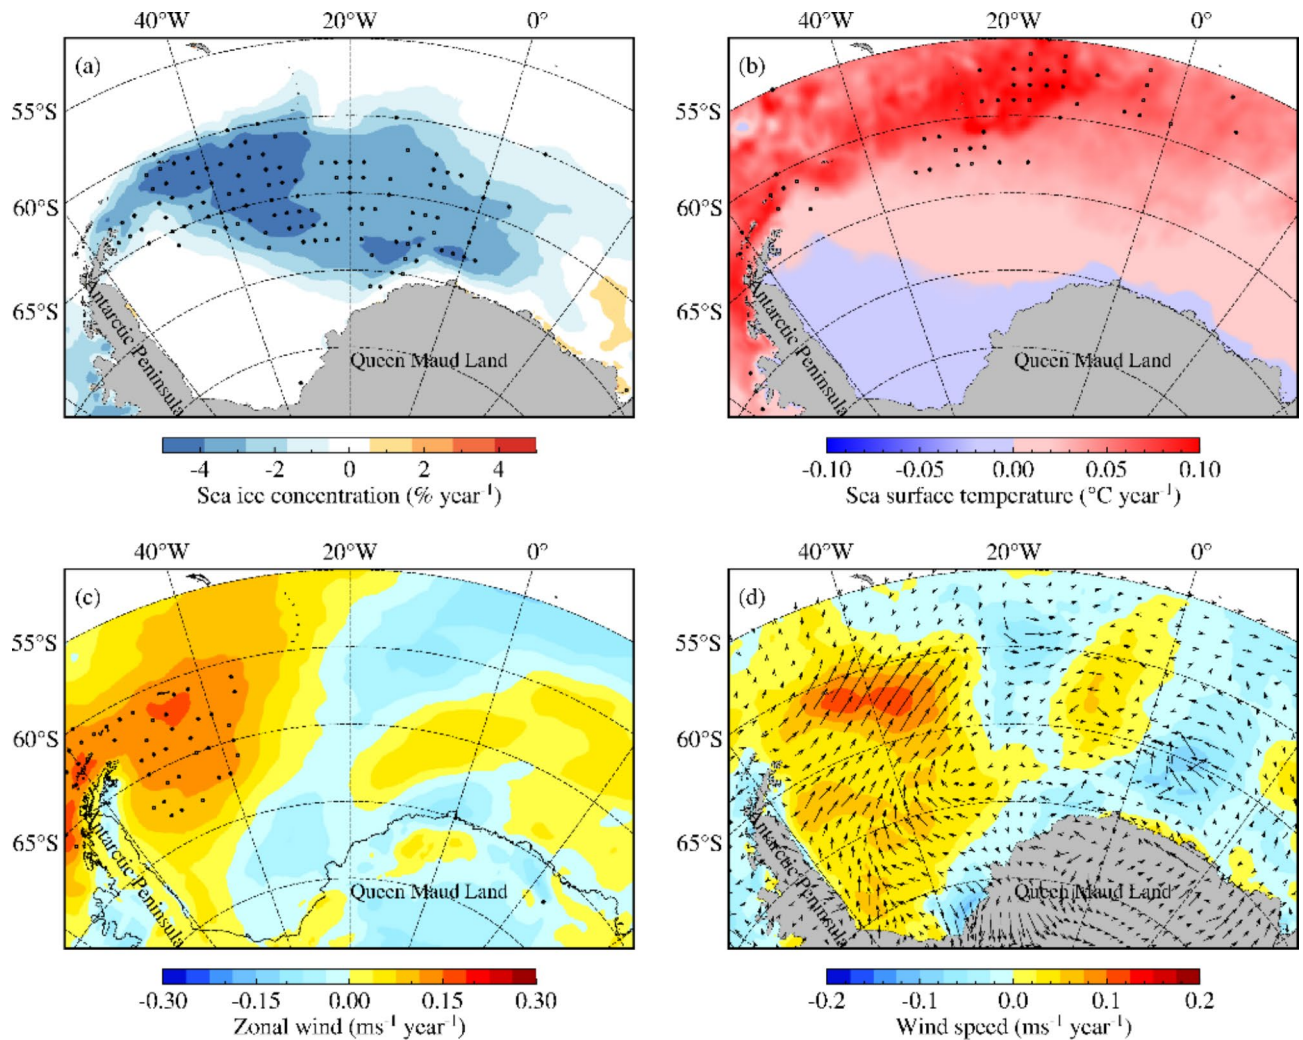 40°W 20°W 0°
(a)
55°S
60°S
65°S
Antarctic Peninsula
Queen Maud Land
-4 -2 0 2 4
Sea ice concentration (% year⁻¹)
40°W 20°W 0°
(b)
55°S
60°S
65°S
Antarctic Peninsula
Queen Maud Land
-0.10 -0.05 0.00 0.05 0.10
Sea surface temperature (°C year⁻¹)
40°W 20°W 0°
(c)
55°S
60°S
65°S
Antarctic Peninsula
Queen Maud Land
-0.30 -0.15 0.00 0.15 0.30
Zonal wind (ms⁻¹ year⁻¹)
40°W 20°W 0°
(d)
55°S
60°S
65°S
Antarctic Peninsula
Queen Maud Land
-0.2 -0.1 0.0 0.1 0.2
Wind speed (ms⁻¹ year⁻¹)